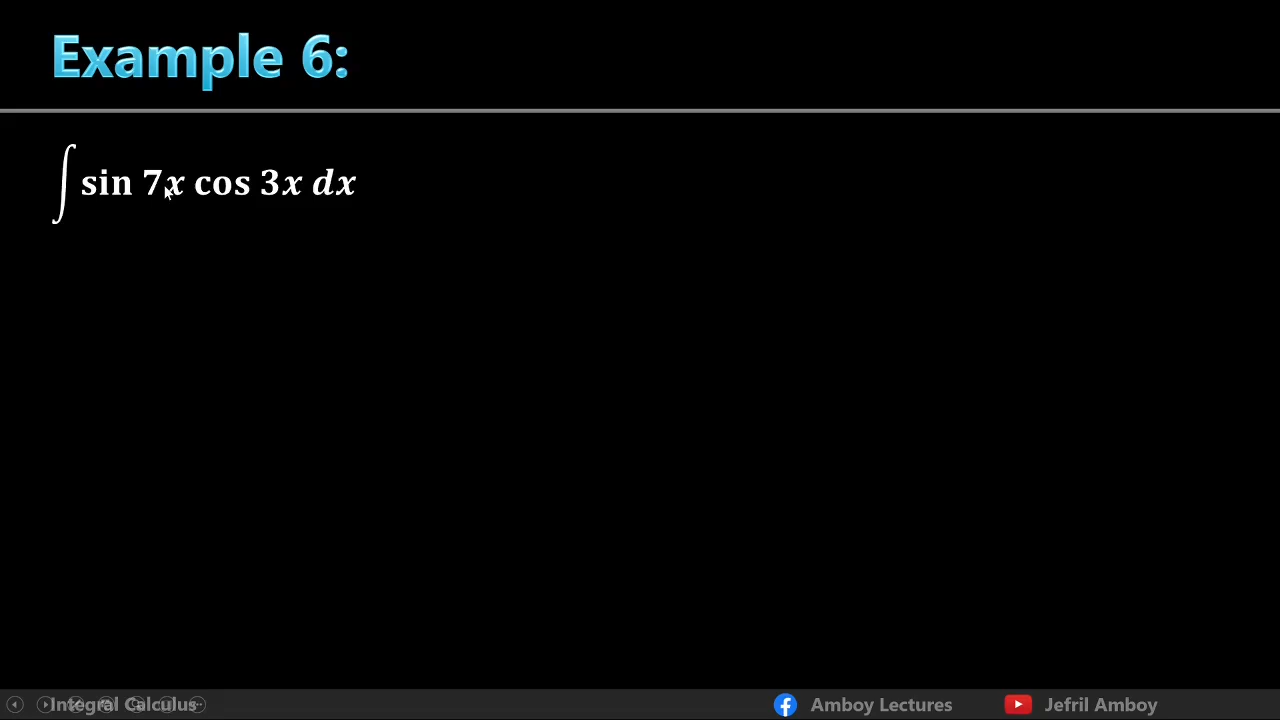 Example 6:
∫ sin 7x cos 3x dx
Integral Calculus
Amboy Lectures
Jefril Amboy